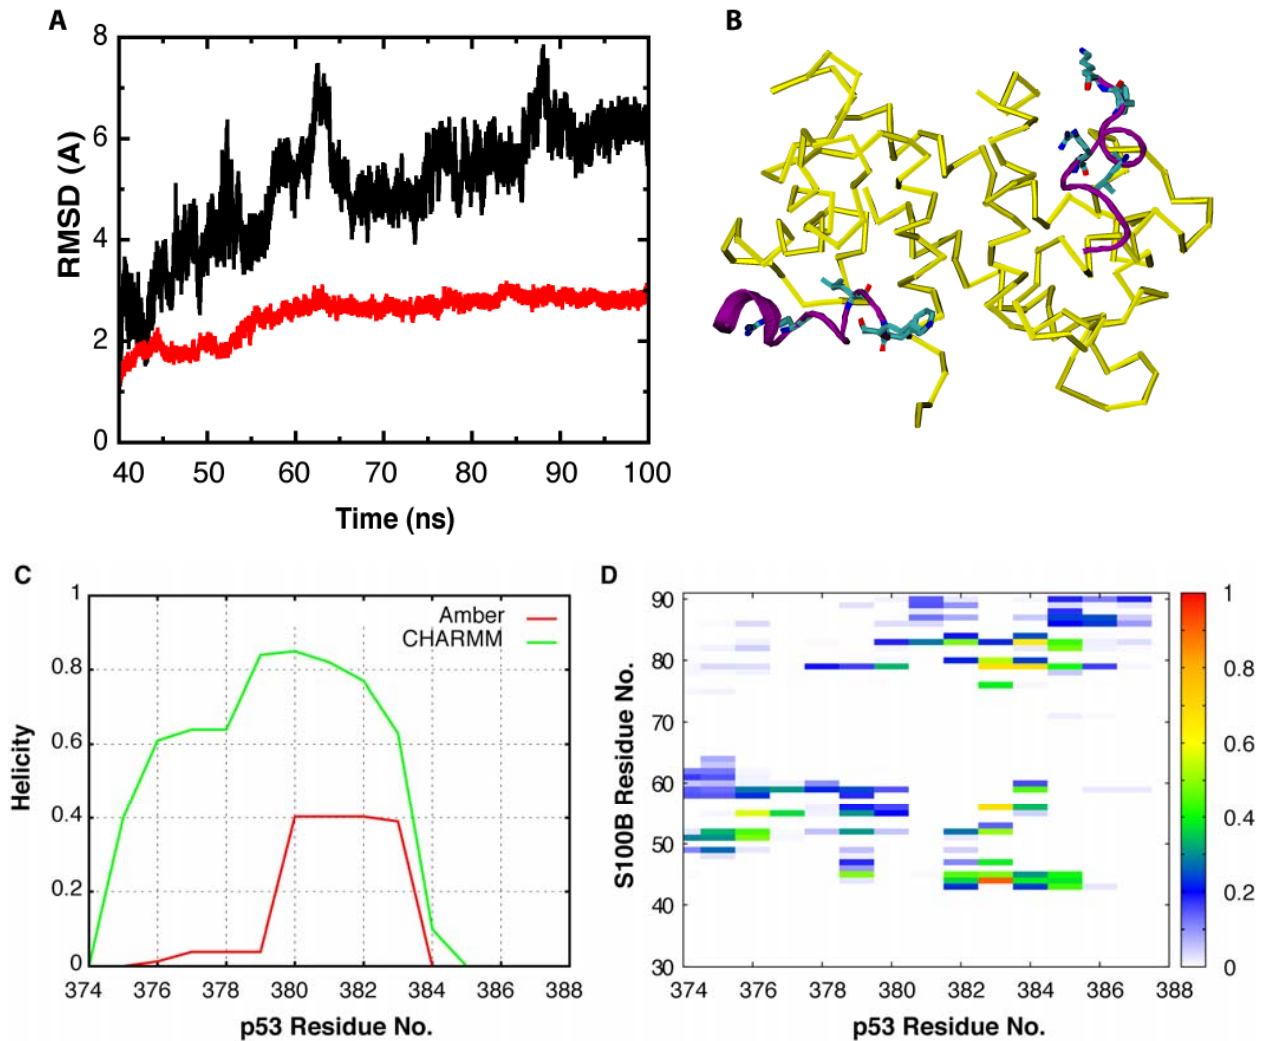 A
B
8
6
4
2
0
RMSD (A)
40 50 60 70 80 90 100
Time (ns)
C
D
1
0.8
0.6
0.4
0.2
0
Helicity
Amber
CHARMM
374 376 378 380 382 384 386 388
p53 Residue No.
90
80
70
60
50
40
30
S100B Residue No.
374 376 378 380 382 384 386 388
p53 Residue No.
1
0.8
0.6
0.4
0.2
0